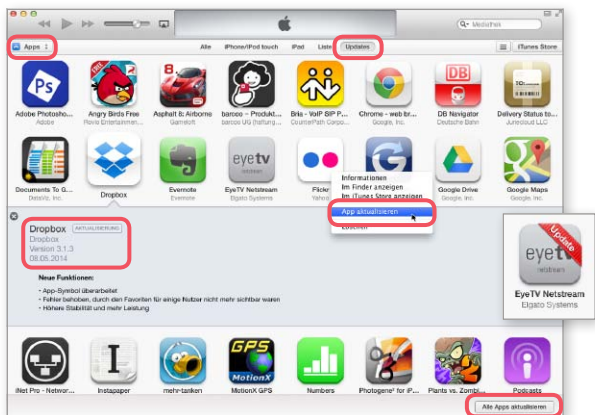 Mediathek
Apps
Alle iPhone/iPod touch iPad Liste Updates iTunes Store
Ps
DB
Adobe Photosho... Angry Birds Free Asphalt 8: Airborne barcoo – Produkt... Bria - VoIP SIP P... Chrome - web br... DB Navigator Delivery Status to...
Adobe Rovio Entertainmen... Gameloft barcoo UG (haftung... CounterPath Corpo... Google, Inc. Deutsche Bahn Junecloud LLC
eyetv
Informationen
Im Finder anzeigen
Im iTunes Store anzeigen
App aktualisieren
Löschen
Documents To G... Dropbox Evernote EyeTV Netstream Flickr Google Drive Google Maps
DataViz, Inc. Evernote Elgato Systems Yahoo Google, Inc. Google, Inc.
Dropbox AKTUALISIERUNG
Dropbox
Version 3.1.3
08.05.2014
Neue Funktionen:
- App-Symbol überarbeitet
- Fehler behoben, durch den Favoriten für einige Nutzer nicht mehr sichtbar waren
- Höhere Stabilität und mehr Leistung
Update
eyetv
netstream
EyeTV Netstream
Elgato Systems
I
GPS
MotionX
iNet Pro - Networ... Instapaper mehr-tanken MotionX GPS Numbers Photogene² for iP... Plants vs. Zombi... Podcasts
Alle Apps aktualisieren